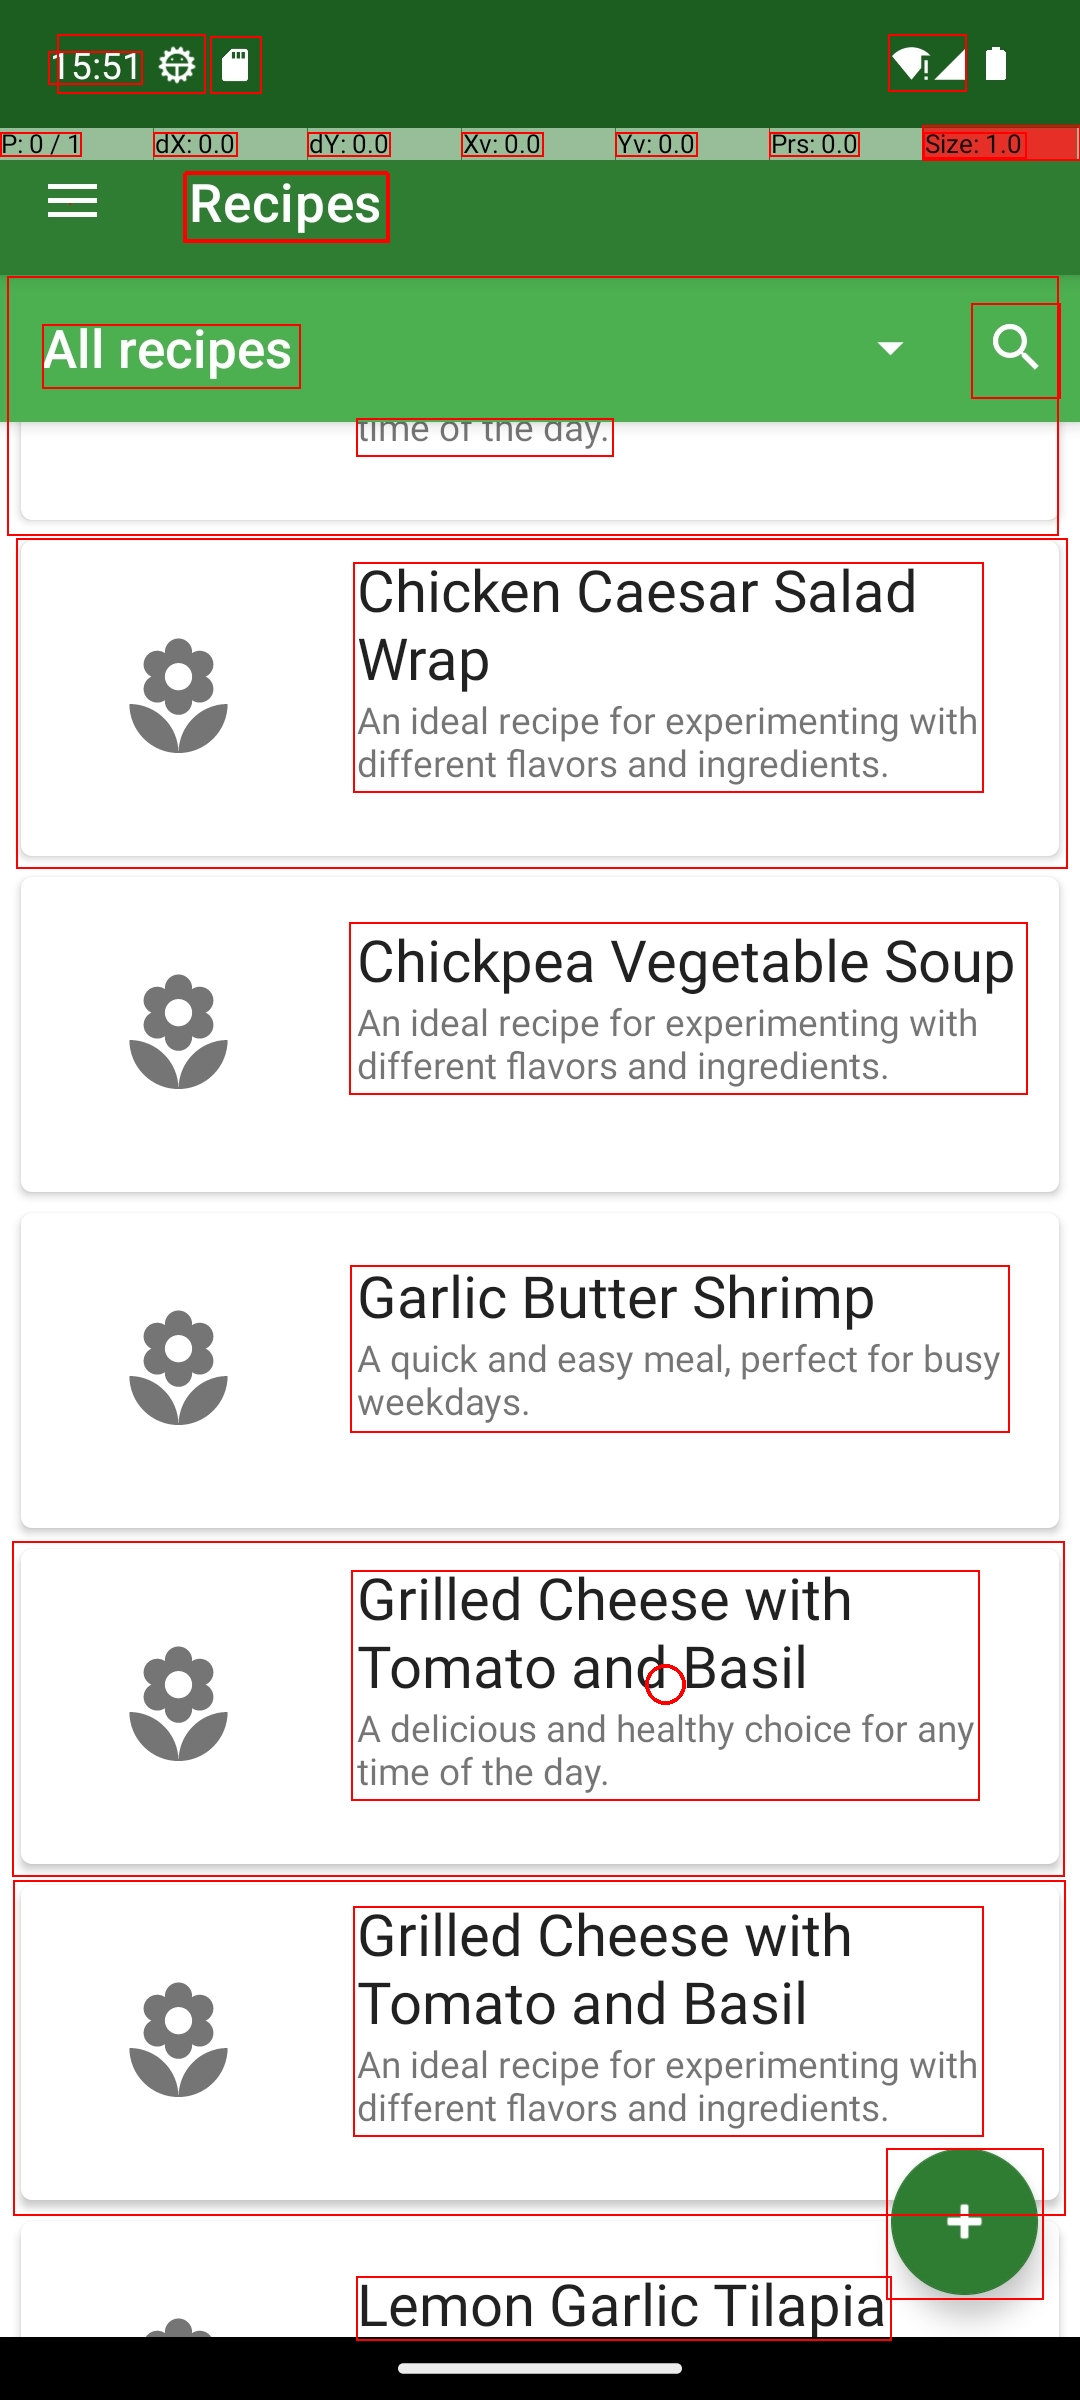 15:51
P: 0 / 1
dX: 0.0
dY: 0.0
Xv: 0.0
Yv: 0.0
Prs: 0.0
Size: 1.0
Recipes
All recipes
time of the day.
Chicken Caesar Salad
Wrap
An ideal recipe for experimenting with
different flavors and ingredients.
Chickpea Vegetable Soup
An ideal recipe for experimenting with
different flavors and ingredients.
Garlic Butter Shrimp
A quick and easy meal, perfect for busy
weekdays.
Grilled Cheese with
Tomato and Basil
A delicious and healthy choice for any
time of the day.
Grilled Cheese with
Tomato and Basil
An ideal recipe for experimenting with
different flavors and ingredients.
Lemon Garlic Tilapia